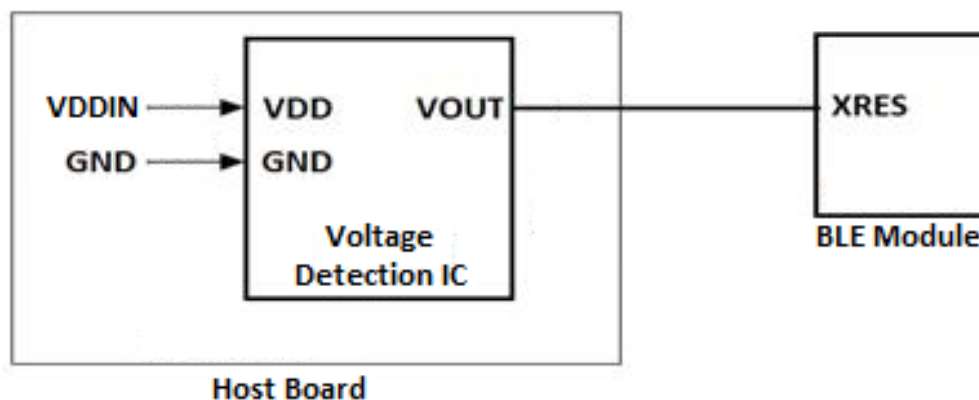 VDDIN
VDD
VOUT
XRES
GND
GND
Voltage
Detection IC
BLE Module
Host Board